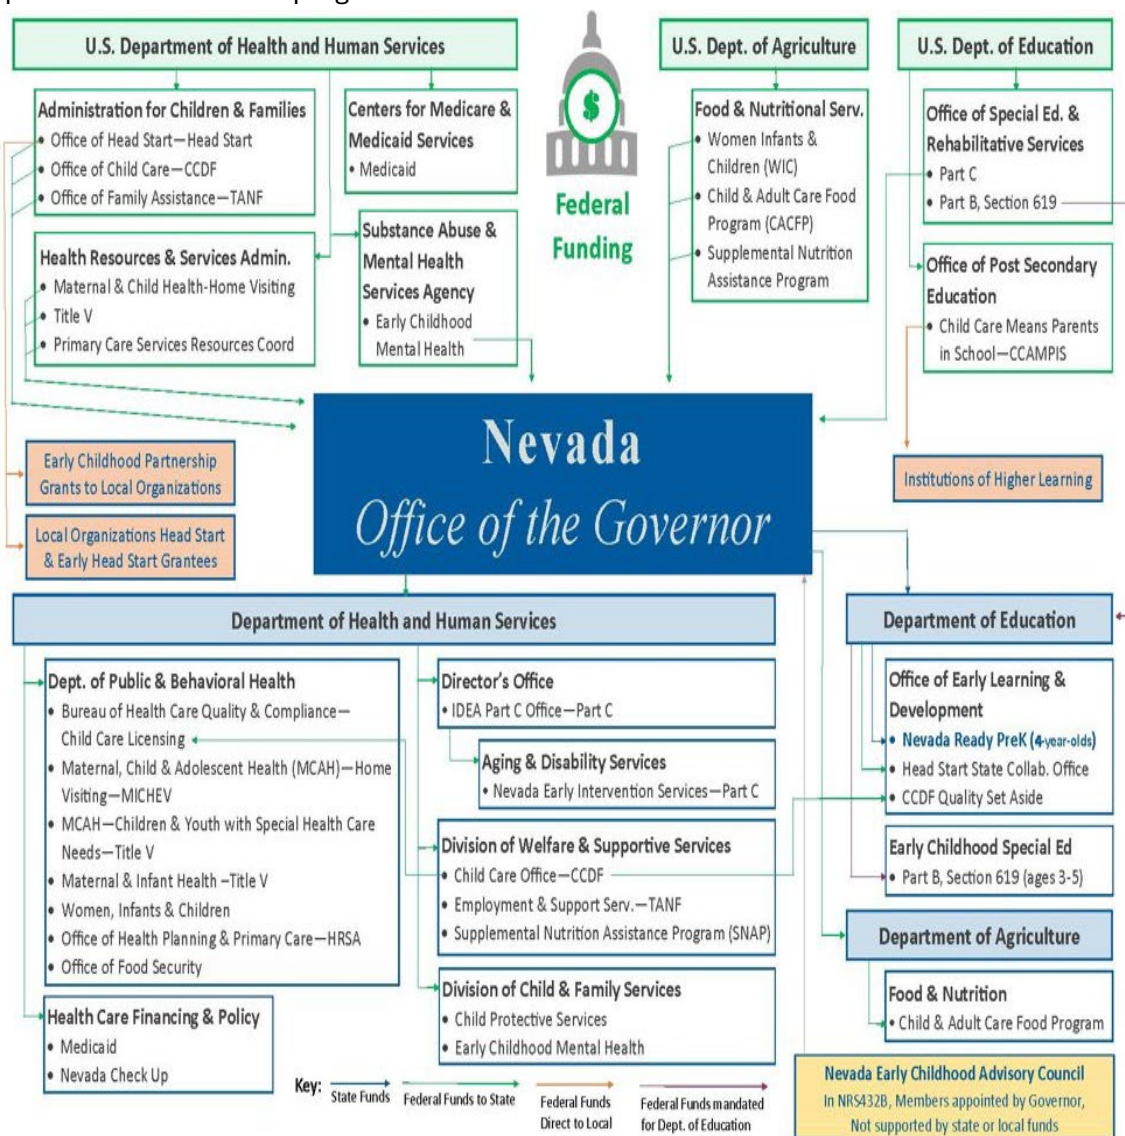 U.S. Department of Health and Human Services
Administration for Children & Families
• Office of Head Start—Head Start
• Office of Child Care—CCDF
• Office of Family Assistance—TANF
Centers for Medicare &
Medicaid Services
• Medicaid
Health Resources & Services Admin.
• Maternal & Child Health-Home Visiting
• Title V
• Primary Care Services Resources Coord
Substance Abuse &
Mental Health
Services Agency
• Early Childhood
Mental Health
$
Federal
Funding
U.S. Dept. of Agriculture
Food & Nutritional Serv.
• Women Infants &
Children (WIC)
• Child & Adult Care Food
Program (CACFP)
• Supplemental Nutrition
Assistance Program
U.S. Dept. of Education
Office of Special Ed. &
Rehabilitative Services
• Part C
• Part B, Section 619
Office of Post Secondary
Education
• Child Care Means Parents
in School—CCAMPIS
Early Childhood Partnership
Grants to Local Organizations
Local Organizations Head Start
& Early Head Start Grantees
Nevada
Office of the Governor
Institutions of Higher Learning
Department of Health and Human Services
Dept. of Public & Behavioral Health
• Bureau of Health Care Quality & Compliance—
Child Care Licensing
• Maternal, Child & Adolescent Health (MCAH)—Home
Visiting—MICHEV
• MCAH—Children & Youth with Special Health Care
Needs—Title V
• Maternal & Infant Health –Title V
• Women, Infants & Children
• Office of Health Planning & Primary Care—HRSA
• Office of Food Security
Health Care Financing & Policy
• Medicaid
• Nevada Check Up
Director's Office
• IDEA Part C Office—Part C
Aging & Disability Services
• Nevada Early Intervention Services—Part C
Division of Welfare & Supportive Services
• Child Care Office—CCDF
• Employment & Support Serv.—TANF
• Supplemental Nutrition Assistance Program (SNAP)
Division of Child & Family Services
• Child Protective Services
• Early Childhood Mental Health
Department of Education
Office of Early Learning &
Development
• Nevada Ready PreK (4-year-olds)
• Head Start State Collab. Office
• CCDF Quality Set Aside
Early Childhood Special Ed
• Part B, Section 619 (ages 3-5)
Department of Agriculture
Food & Nutrition
• Child & Adult Care Food Program
Nevada Early Childhood Advisory Council
In NRS432B, Members appointed by Governor,
Not supported by state or local funds
Key:
State Funds
Federal Funds to State
Federal Funds
Direct to Local
Federal Funds mandated
for Dept. of Education